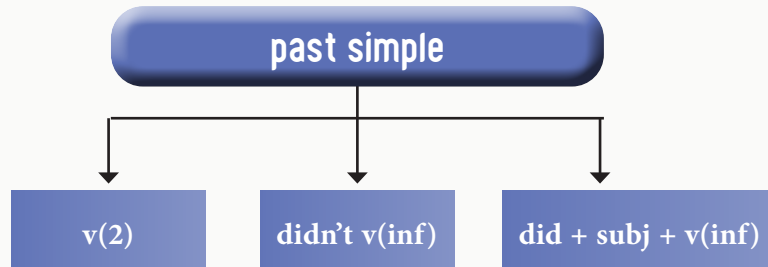 past simple
v(2)
didn't v(inf)
did + subj + v(inf)